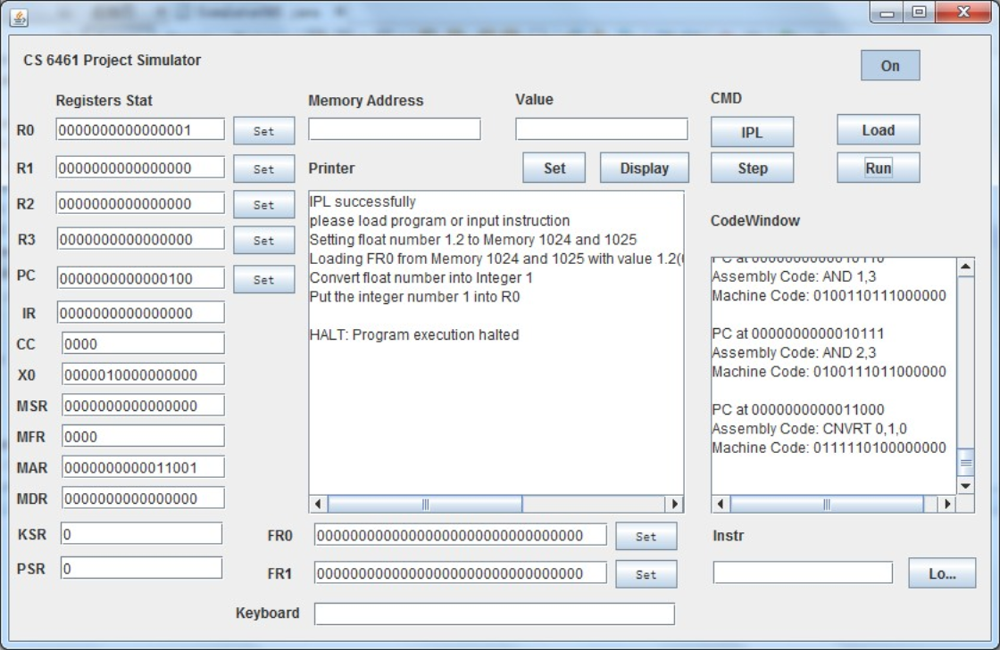 CS 6461 Project Simulator
On
Registers Stat
Memory Address
Value
CMD
R0 0000000000000001 Set
IPL
Load
R1 0000000000000000 Set
Printer
Set
Display
Step
Run
R2 0000000000000000 Set
R3 0000000000000000 Set
PC 0000000000000100 Set
IR 0000000000000000
CC 0000
X0 0000010000000000
MSR 0000000000000000
MFR 0000
MAR 0000000000011001
MDR 0000000000000000
KSR 0
PSR 0
IPL successfully
please load program or input instruction
Setting float number 1.2 to Memory 1024 and 1025
Loading FR0 from Memory 1024 and 1025 with value 1.2(
Convert float number into Integer 1
Put the integer number 1 into R0
HALT: Program execution halted
CodeWindow
PC at 0000000000010110
Assembly Code: AND 1,3
Machine Code: 0100110111000000
PC at 0000000000010111
Assembly Code: AND 2,3
Machine Code: 0100111011000000
PC at 0000000000011000
Assembly Code: CNVRT 0,1,0
Machine Code: 0111110100000000
FR0 00000000000000000000000000000000 Set
FR1 00000000000000000000000000000000 Set
Instr
Lo...
Keyboard